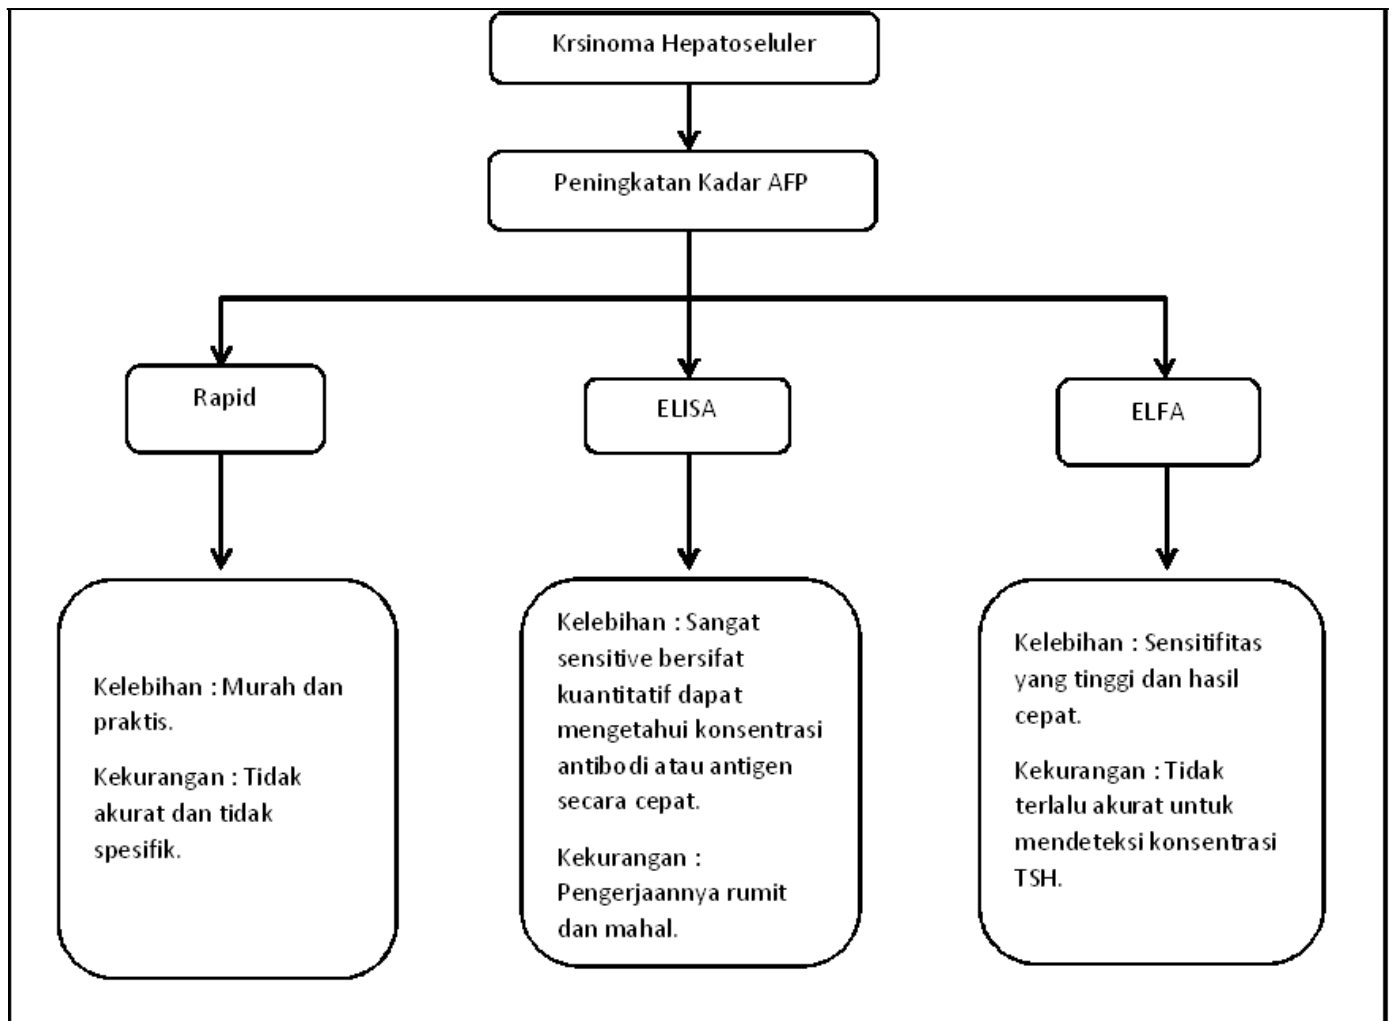 Krsinoma Hepatoseluler
Peningkatan Kadar AFP
Rapid
ELISA
ELFA
Kelebihan : Murah dan
praktis.
Kekurangan : Tidak
akurat dan tidak
spesifik.
Kelebihan : Sangat
sensitive bersifat
kuantitatif dapat
mengetahui konsentrasi
antibodi atau antigen
secara cepat.
Kekurangan :
Pengerjaannya rumit
dan mahal.
Kelebihan : Sensitifitas
yang tinggi dan hasil
cepat.
Kekurangan : Tidak
terlalu akurat untuk
mendeteksi konsentrasi
TSH.